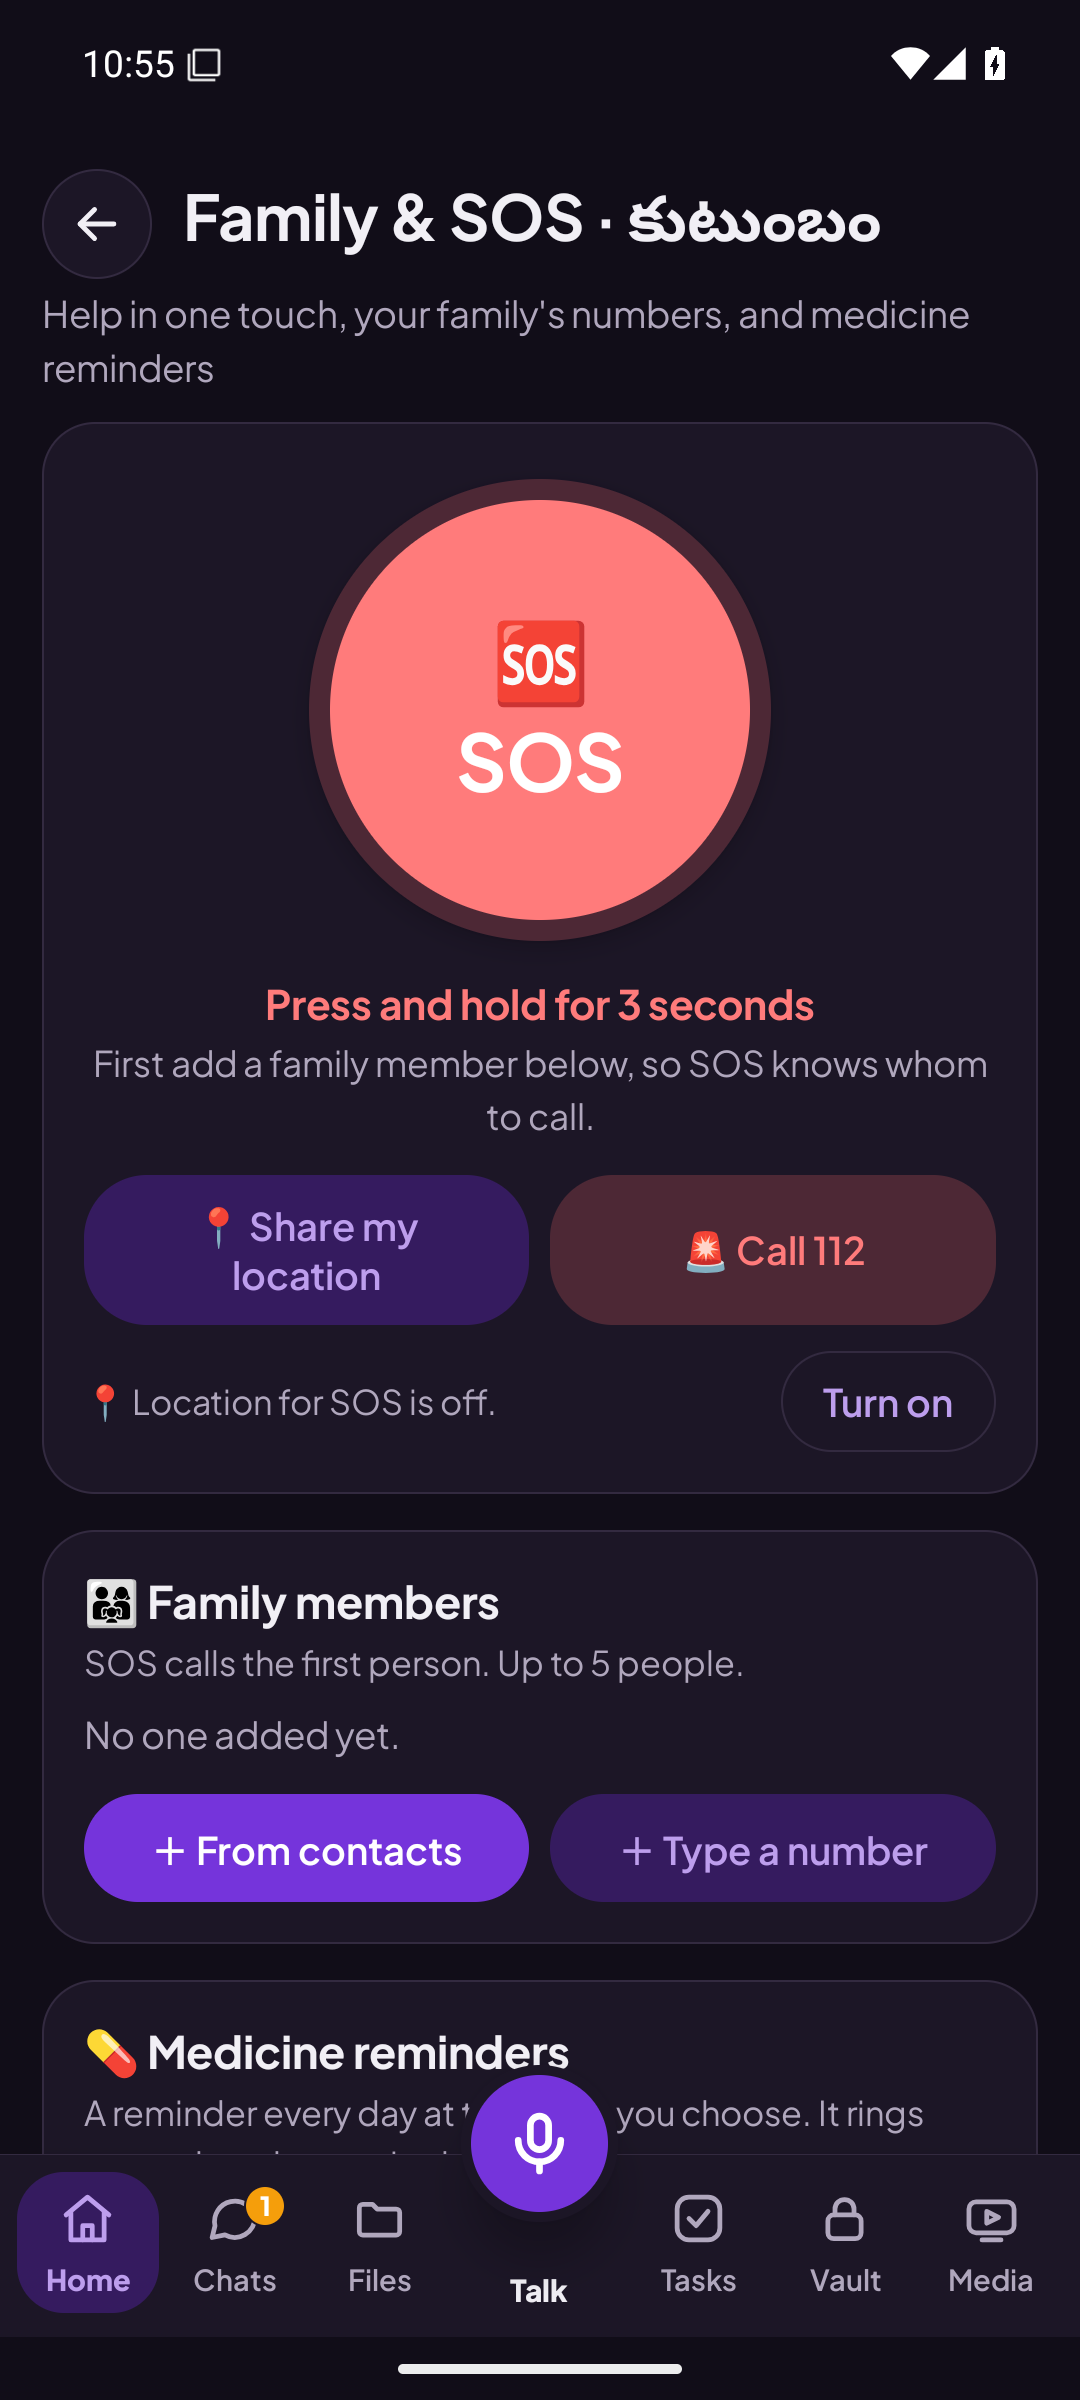 10:55
Family & SOS · కుటుంబం
Help in one touch, your family's numbers, and medicine
reminders
SOS
SOS
Press and hold for 3 seconds
First add a family member below, so SOS knows whom
to call.
Share my
location
Call 112
Location for SOS is off.
Turn on
Family members
SOS calls the first person. Up to 5 people.
No one added yet.
+ From contacts
+ Type a number
Medicine reminders
A reminder every day at you choose. It rings
1
Home
Chats
Files
Talk
Tasks
Vault
Media